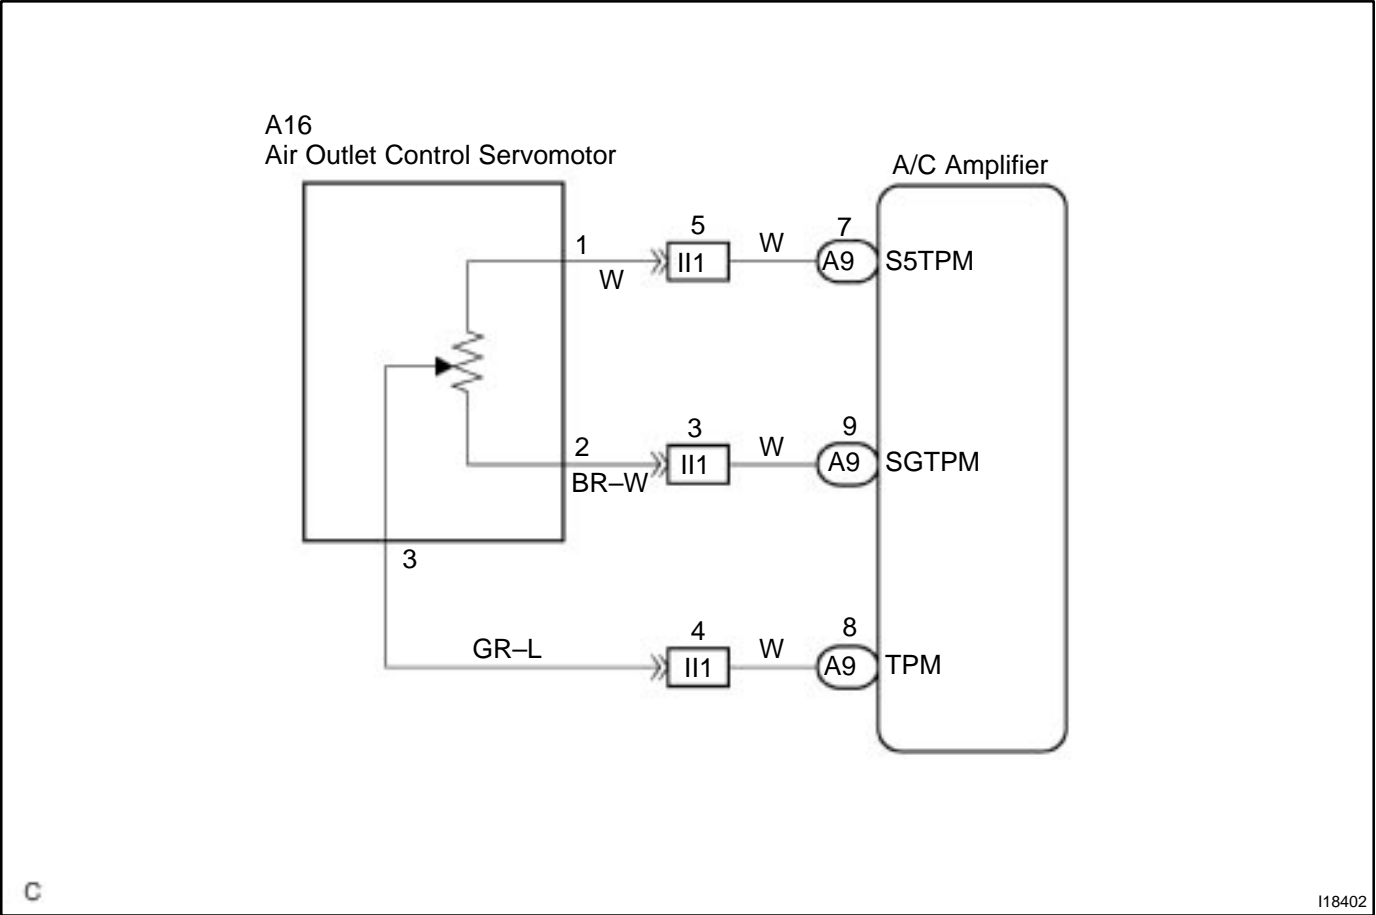 A16
Air Outlet Control Servomotor
A/C Amplifier
1
W
5
II1
W
7
A9
S5TPM
2
BR–W
3
II1
W
9
A9
SGTPM
3
GR–L
4
II1
W
8
A9
TPM
C
I18402